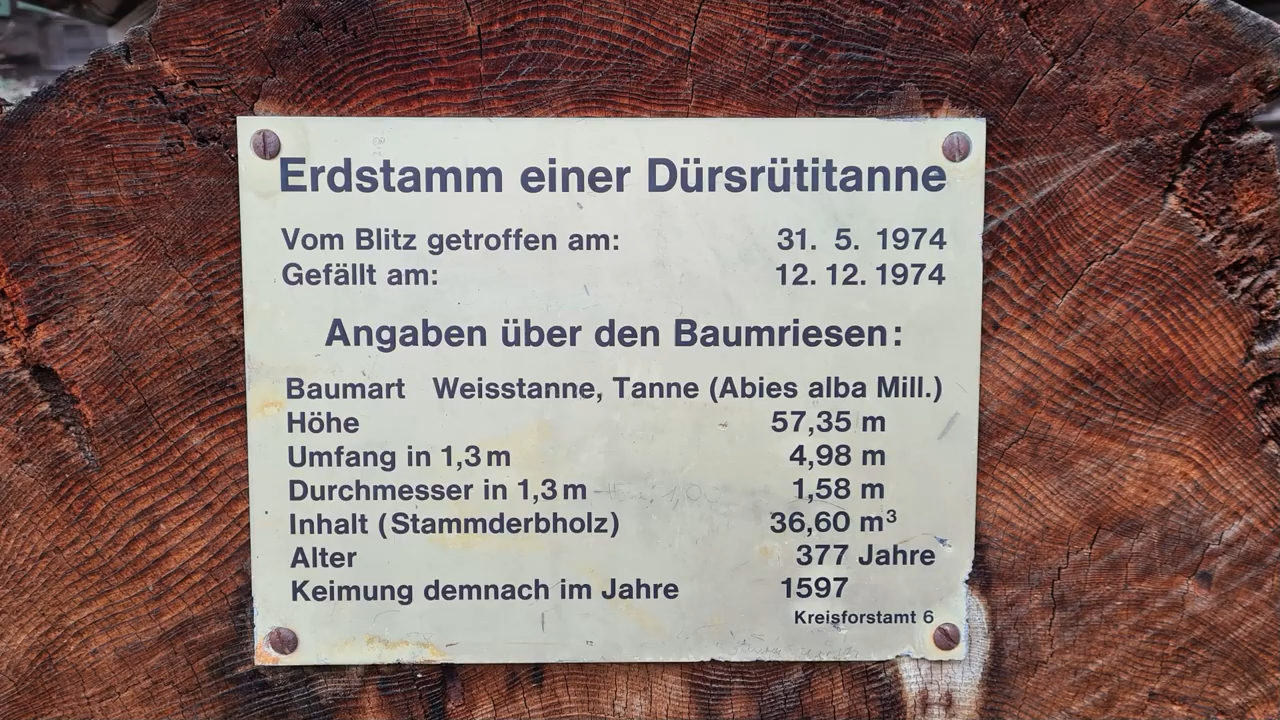 Erdstamm einer Dürsrütitanne
Vom Blitz getroffen am: 31. 5. 1974
Gefällt am: 12. 12. 1974
Angaben über den Baumriesen:
Baumart Weisstanne, Tanne (Abies alba Mill.)
Höhe 57,35 m
Umfang in 1,3 m 4,98 m
Durchmesser in 1,3 m 1,58 m
Inhalt (Stammderbholz) 36,60 m³
Alter 377 Jahre
Keimung demnach im Jahre 1597
Kreisforstamt 6